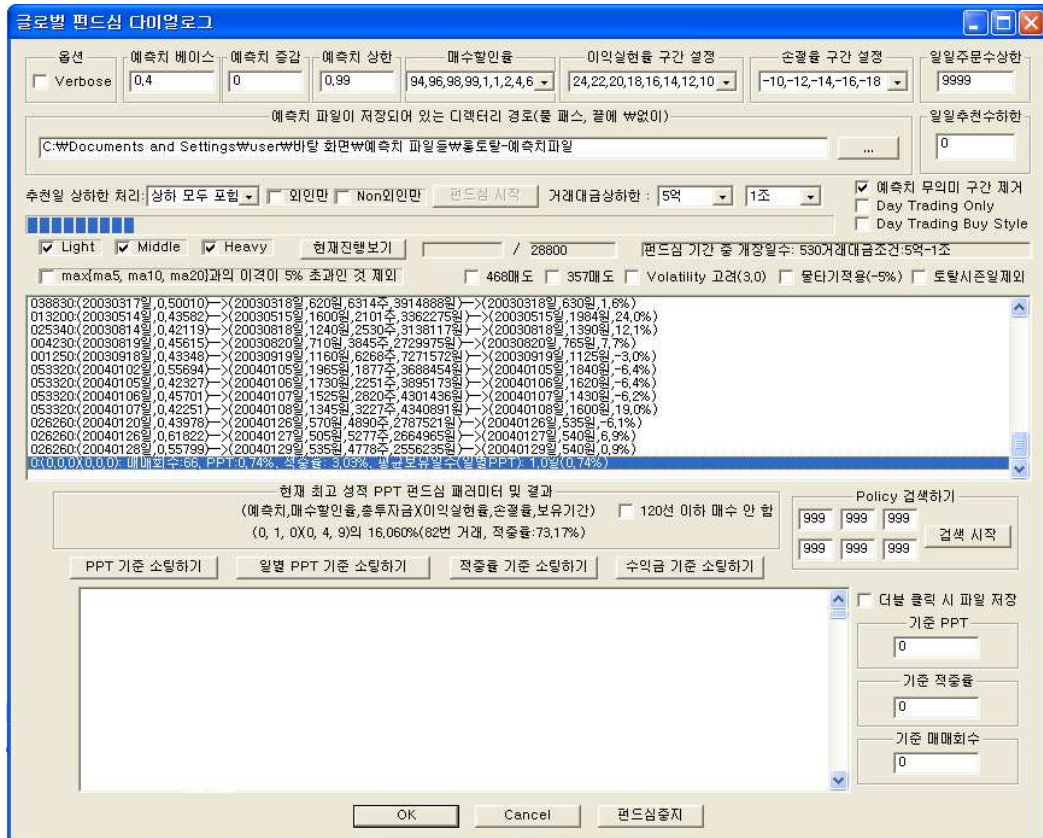 글로벌 펀드심 다이얼로그
옵션 예측치 베이스 예측치 증감 예측치 상한 매수할인율 이익실현율 구간 설정 손절율 구간 설정 일일주문수상한
Verbose 0,4 0 0,99 94,96,98,99,1,1,2,4,6 24,22,20,18,16,14,12,10 -10,-12,-14,-16,-18 9999
예측치 파일이 저장되어 있는 디렉터리 경로(풀 패스, 끝에 ₩없이) 일일추천수하한
C:₩Documents and Settings₩user₩바탕 화면₩예측치 파일들₩홍토탈-예측치파일 ... 0
추천일 상하한 처리: 상하 모두 포함 외인만 Non외인만 펀드심 시작 거래대금상하한 : 5억 1조 예측치 무의미 구간 제거
Day Trading Only
Day Trading Buy Style
Light Middle Heavy 현재진행보기 / 28800 펀드심 기간 중 개장일수: 530거래대금조건:5억-1조
max{ma5, ma10, ma20}과의 이격이 5% 초과인 것 제외 468매도 357매도 Volatility 고려(3,0) 물타기적용(-5%) 토탈시즌일제외
038830:(20030317일,0,50010)—>(20030318일,620원,6314주,3914888원)—>(20030318일,630원,1,6%)
013200:(20030514일,0,43582)—>(20030515일,1600원,2101주,3362275원)—>(20030515일,1984원,24,0%)
025340:(20030814일,0,42119)—>(20030818일,1240원,2530주,3138117원)—>(20030818일,1390원,12,1%)
004230:(20030819일,0,45615)—>(20030820일,710원,3845주,2729975원)—>(20030820일,765원,7,7%)
001250:(20030918일,0,43348)—>(20030919일,1160원,6268주,7271572원)—>(20030919일,1125원,-3,0%)
053320:(20040102일,0,55694)—>(20040105일,1965원,1877주,3688454원)—>(20040105일,1840원,-6,4%)
053320:(20040105일,0,42327)—>(20040106일,1730원,2251주,3895173원)—>(20040106일,1620원,-6,4%)
053320:(20040106일,0,45701)—>(20040107일,1525원,2820주,4301436원)—>(20040107일,1430원,-6,2%)
053320:(20040107일,0,42251)—>(20040108일,1345원,3227주,4340891원)—>(20040108일,1600원,19,0%)
026260:(20040120일,0,43978)—>(20040126일,570원,4890주,2787521원)—>(20040126일,535원,-6,1%)
026260:(20040126일,0,61822)—>(20040127일,505원,5277주,2664965원)—>(20040127일,540원,6,9%)
026260:(20040128일,0,55799)—>(20040129일,535원,4778주,2556235원)—>(20040129일,540원,0,9%)
0:(0,0,0)(0,0,0): 매매회수:66, PPT:0,74%, 적중율: 3,03%, 평균보유일수(일별PPT): 1,0일(0,74%)
현재 최고 성적 PPT 펀드심 패러미터 및 결과 Policy 검색하기
(예측치,매수할인율,총투자금)(이익실현율,손절율,보유기간) 120선 이하 매수 안 함 999 999 999
(0, 1, 0)(0, 4, 9)의 16,060%(82번 거래, 적중율:73,17%) 999 999 999 검색 시작
PPT 기준 소팅하기 일별 PPT 기준 소팅하기 적중율 기준 소팅하기 수익금 기준 소팅하기
더블 클릭 시 파일 저장
기준 PPT
0
기준 적중율
0
기준 매매회수
0
OK Cancel 펀드심중지